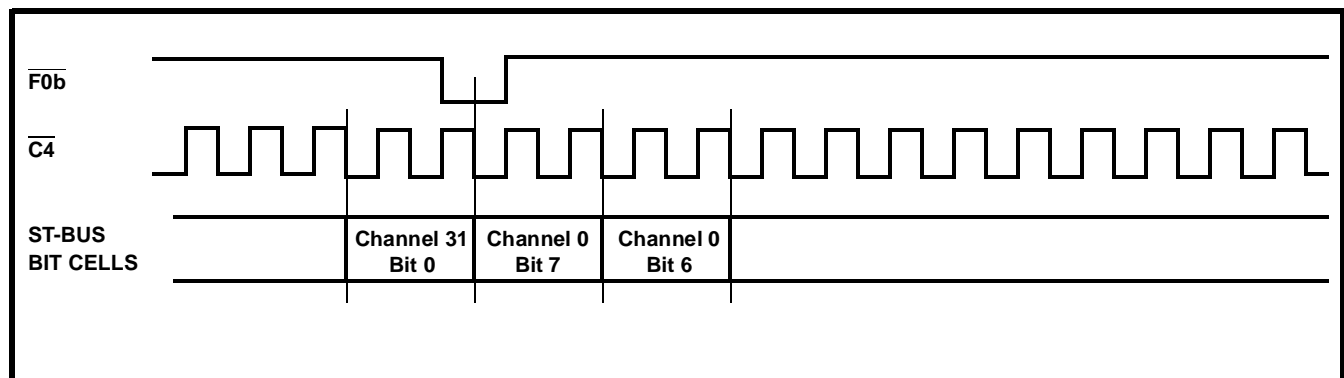 F0b
C4
ST-BUS
BIT CELLS
Channel 31
Bit 0
Channel 0
Bit 7
Channel 0
Bit 6